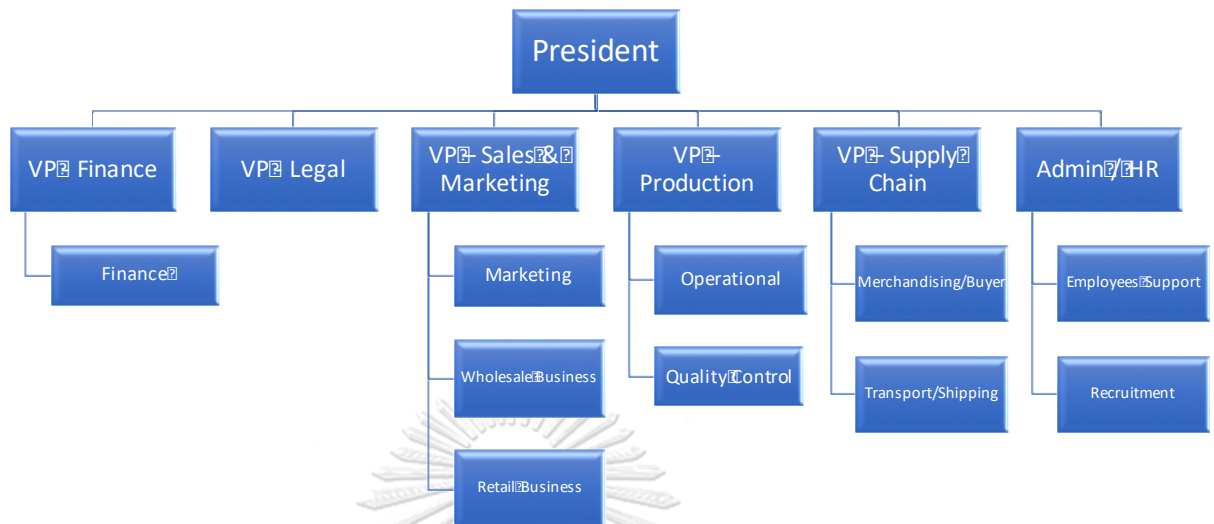 President
VP⍰ Finance
VP⍰ Legal
VP⍰– Sales⍰&⍰
Marketing
VP⍰–
Production
VP⍰– Supply⍰
Chain
Admin⍰/⍰HR
Finance⍰
Marketing
Wholesale⍰Business
Retail⍰Business
Operational
Quality⍰Control
Merchandising/Buyer
Transport/Shipping
Employees⍰Support
Recruitment